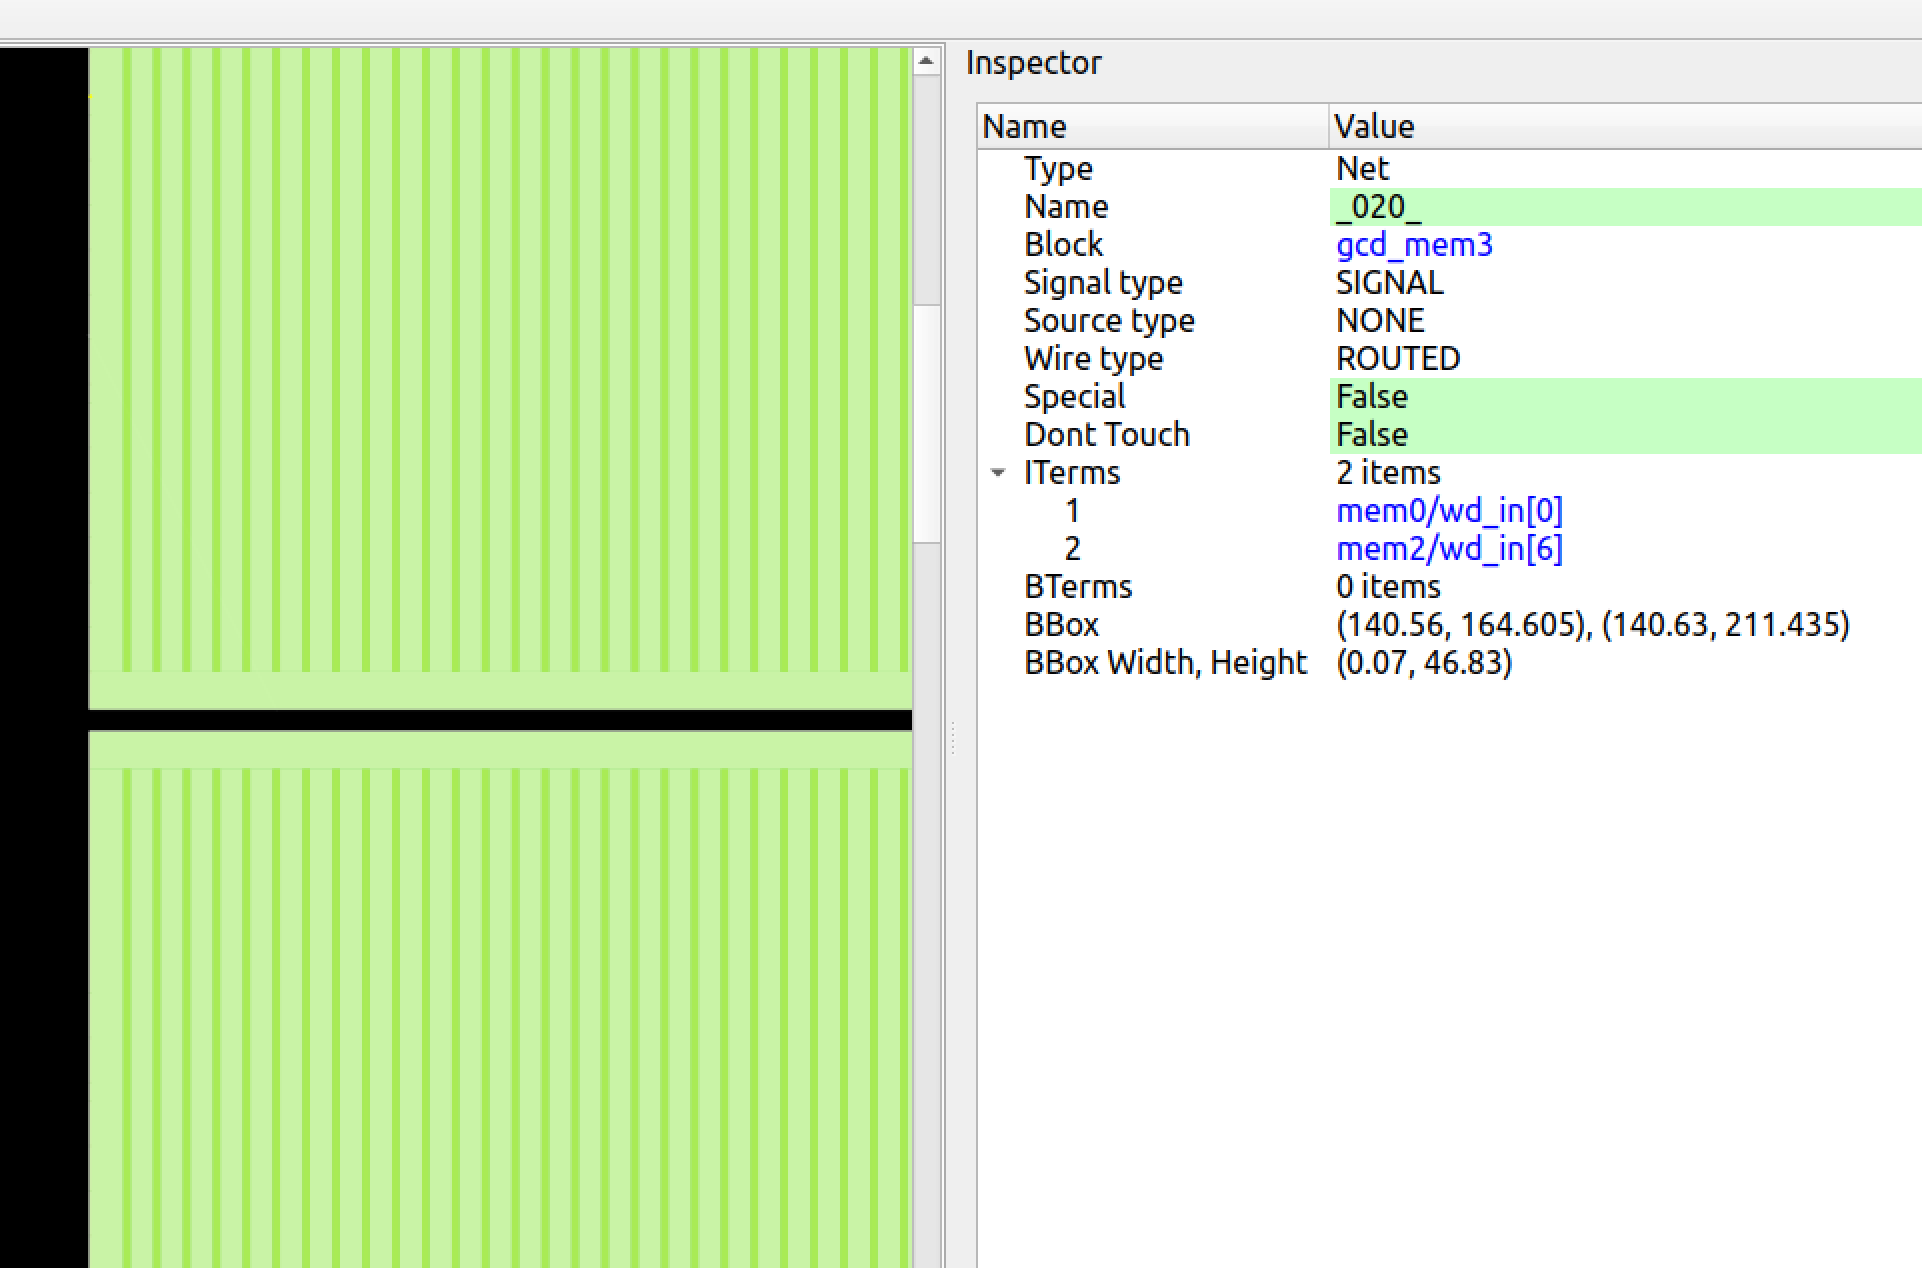 Inspector
Name Value
Type Net
Name _020_
Block gcd_mem3
Signal type SIGNAL
Source type NONE
Wire type ROUTED
Special False
Dont Touch False
ITerms 2 items
1 mem0/wd_in[0]
2 mem2/wd_in[6]
BTerms 0 items
BBox (140.56, 164.605), (140.63, 211.435)
BBox Width, Height (0.07, 46.83)